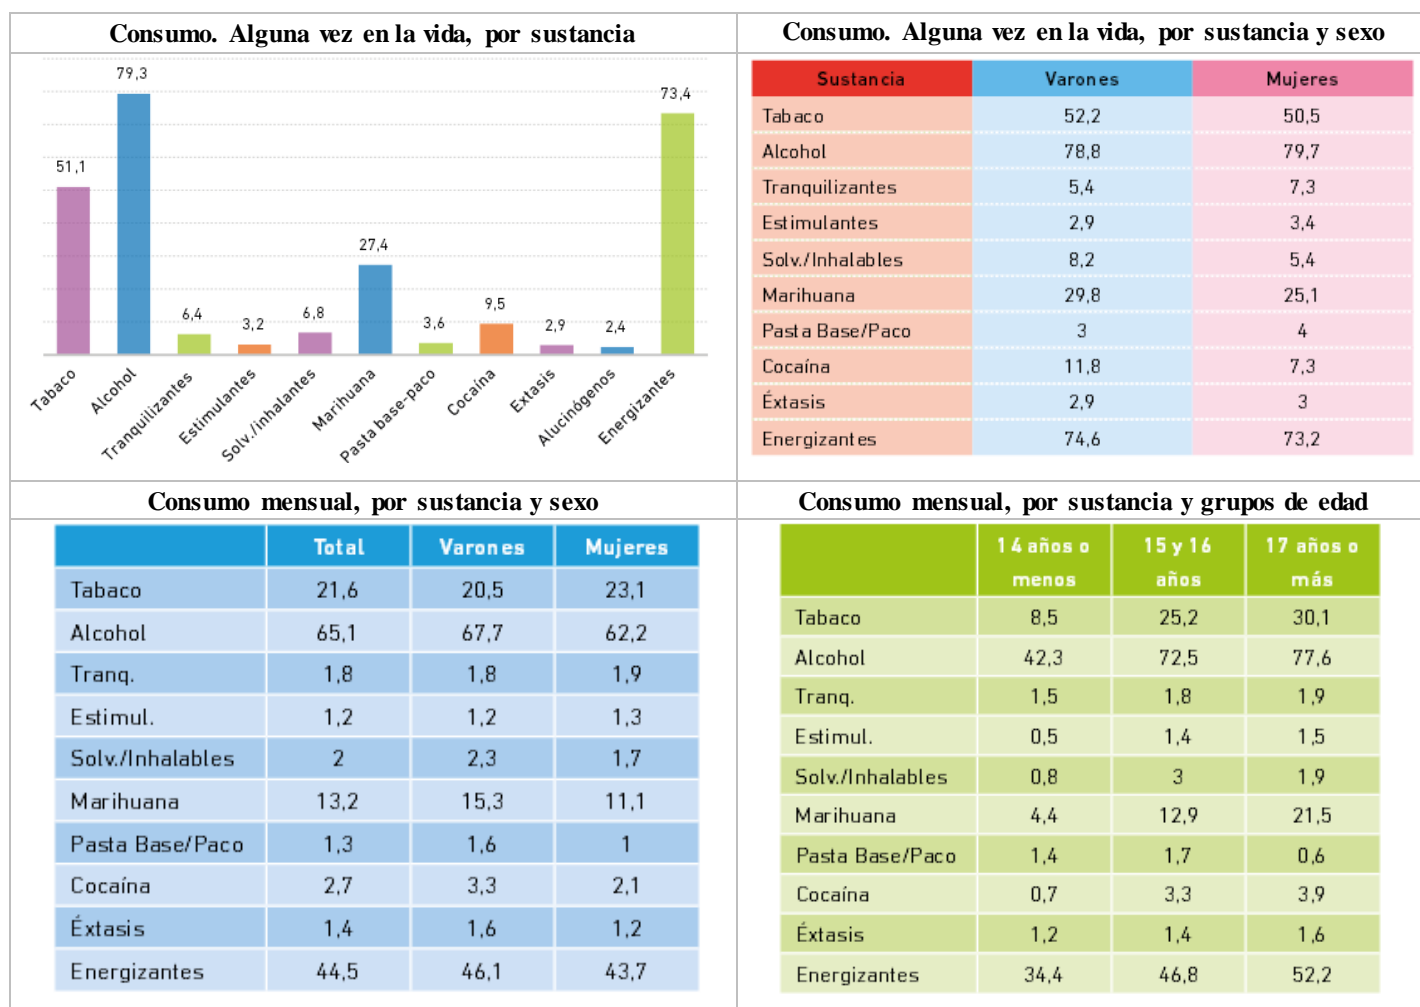 Consumo. Alguna vez en la vida, por sustancia
79,3
73,4
51,1
27,4
6,4
3,2
6,8
3,6
9,5
2,9
2,4
Tabaco
Alcohol
Tranquilizantes
Estimulantes
Solv./inhalantes
Marihuana
Pasta base-paco
Cocaína
Extasis
Alucinógenos
Energizantes
Consumo. Alguna vez en la vida, por sustancia y sexo
Sustancia Varones Mujeres
Tabaco 52,2 50,5
Alcohol 78,8 79,7
Tranquilizantes 5,4 7,3
Estimulantes 2,9 3,4
Solv./Inhalables 8,2 5,4
Marihuana 29,8 25,1
Pasta Base/Paco 3 4
Cocaína 11,8 7,3
Éxtasis 2,9 3
Energizantes 74,6 73,2
Consumo mensual, por sustancia y sexo
Total Varones Mujeres
Tabaco 21,6 20,5 23,1
Alcohol 65,1 67,7 62,2
Tranq. 1,8 1,8 1,9
Estimul. 1,2 1,2 1,3
Solv./Inhalables 2 2,3 1,7
Marihuana 13,2 15,3 11,1
Pasta Base/Paco 1,3 1,6 1
Cocaína 2,7 3,3 2,1
Éxtasis 1,4 1,6 1,2
Energizantes 44,5 46,1 43,7
Consumo mensual, por sustancia y grupos de edad
14 años o 15 y 16 17 años o
menos años más
Tabaco 8,5 25,2 30,1
Alcohol 42,3 72,5 77,6
Tranq. 1,5 1,8 1,9
Estimul. 0,5 1,4 1,5
Solv./Inhalables 0,8 3 1,9
Marihuana 4,4 12,9 21,5
Pasta Base/Paco 1,4 1,7 0,6
Cocaína 0,7 3,3 3,9
Éxtasis 1,2 1,4 1,6
Energizantes 34,4 46,8 52,2